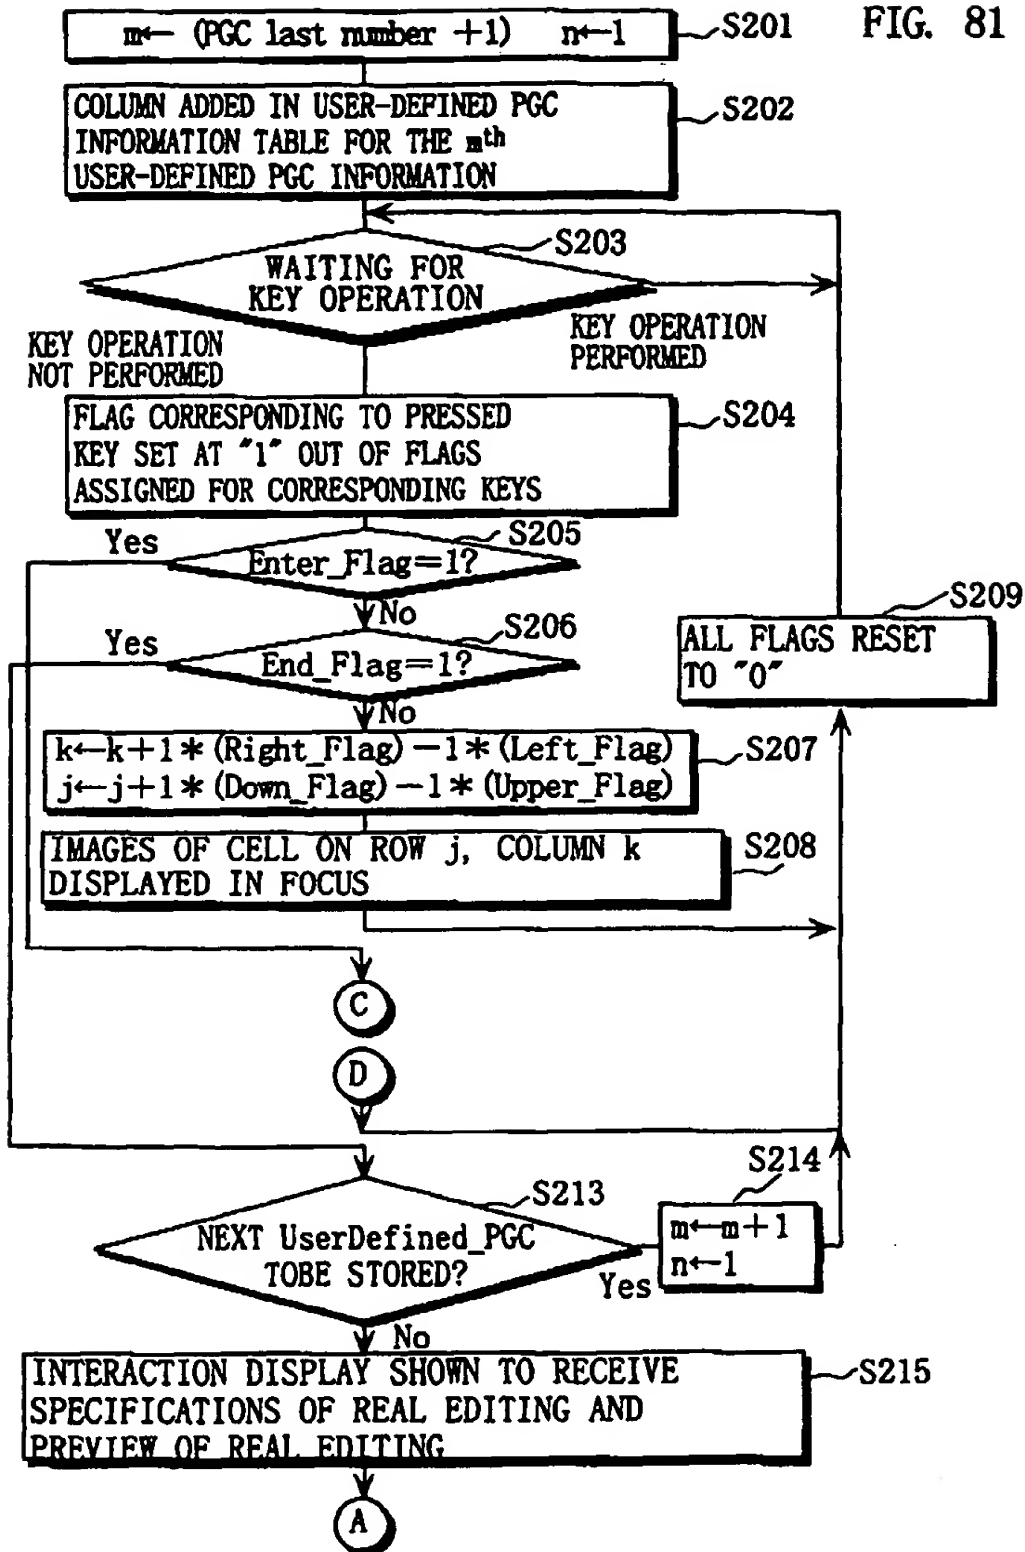 FIG. 81
m← (PGC last number +1) n←1
S201
COLUMN ADDED IN USER-DEFINED PGC
INFORMATION TABLE FOR THE mth
USER-DEFINED PGC INFORMATION
S202
S203
WAITING FOR
KEY OPERATION
KEY OPERATION
NOT PERFORMED
KEY OPERATION
PERFORMED
FLAG CORRESPONDING TO PRESSED
KEY SET AT "1" OUT OF FLAGS
ASSIGNED FOR CORRESPONDING KEYS
S204
S205
Yes
Enter_Flag=1?
No
S206
Yes
End_Flag=1?
No
S209
ALL FLAGS RESET
TO "0"
k←k+1*(Right_Flag)-1*(Left_Flag)
j←j+1*(Down_Flag)-1*(Upper_Flag)
S207
IMAGES OF CELL ON ROW j, COLUMN k
DISPLAYED IN FOCUS
S208
C
D
S213
NEXT UserDefined_PGC
TOBE STORED?
Yes
S214
m←m+1
n←1
No
INTERACTION DISPLAY SHOWN TO RECEIVE
SPECIFICATIONS OF REAL EDITING AND
PREVIEW OF REAL EDITING
S215
A